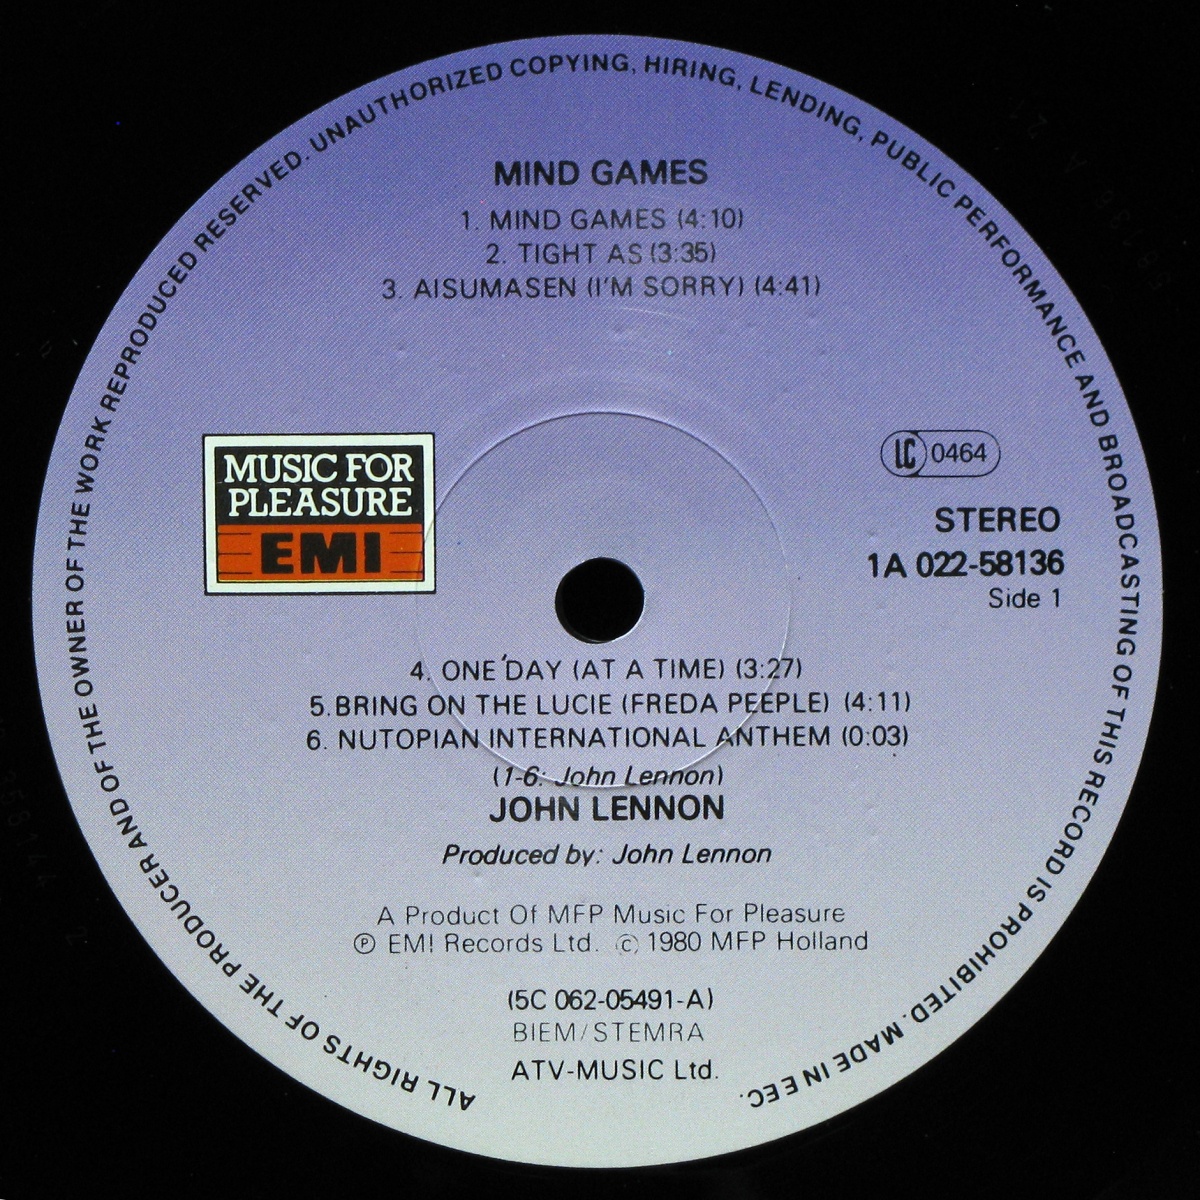 ALL RIGHTS OF THE PRODUCER AND OF THE OWNER OF THE WORK REPRODUCED RESERVED. UNAUTHORIZED COPYING, HIRING, LENDING, PUBLIC PERFORMANCE AND BROADCASTING OF THIS RECORD IS PROHIBITED. MADE IN EEC.
MIND GAMES
1. MIND GAMES (4:10)
2. TIGHT AS (3:35)
3. AISUMASEN (I'M SORRY) (4:41)
MUSIC FOR
PLEASURE
EMI
LC 0464
STEREO
1A 022-58136
Side 1
4. ONE DAY (AT A TIME) (3:27)
5. BRING ON THE LUCIE (FREDA PEEPLE) (4:11)
6. NUTOPIAN INTERNATIONAL ANTHEM (0:03)
(1-6: John Lennon)
JOHN LENNON
Produced by: John Lennon
A Product Of MFP Music For Pleasure
Ⓟ EMI Records Ltd. © 1980 MFP Holland
(5C 062-05491-A)
BIEM/STEMRA
ATV-MUSIC Ltd.